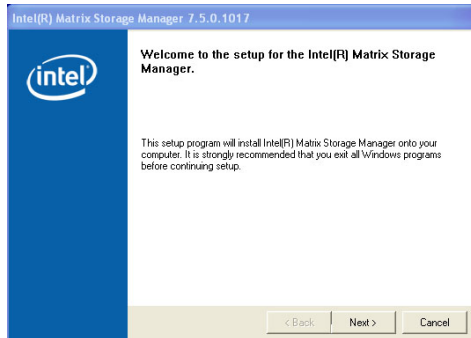 Intel(R) Matrix Storage Manager 7.5.0.1017
intel
Welcome to the setup for the Intel(R) Matrix Storage
Manager.
This setup program will install Intel(R) Matrix Storage Manager onto your
computer. It is strongly recommended that you exit all Windows programs
before continuing setup.
< Back Next > Cancel